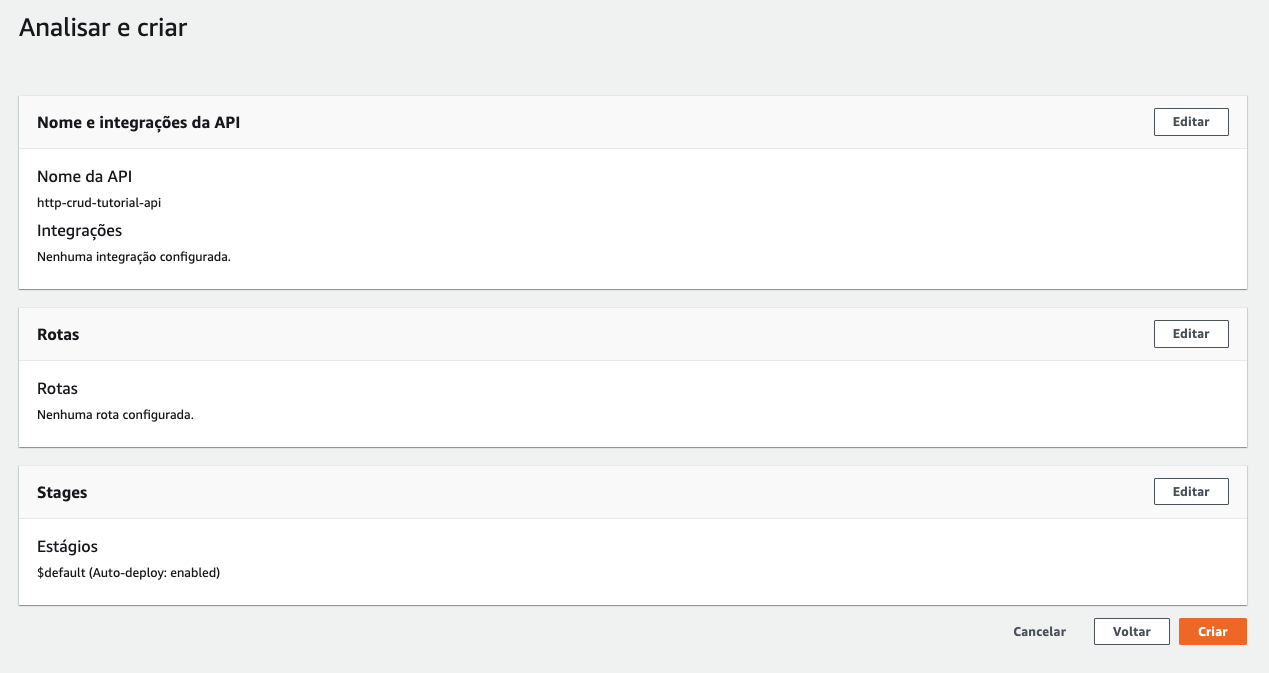 Analisar e criar
Nome e integrações da API
Editar
Nome da API
http-crud-tutorial-api
Integrações
Nenhuma integração configurada.
Rotas
Editar
Rotas
Nenhuma rota configurada.
Stages
Editar
Estágios
$default (Auto-deploy: enabled)
Cancelar
Voltar
Criar